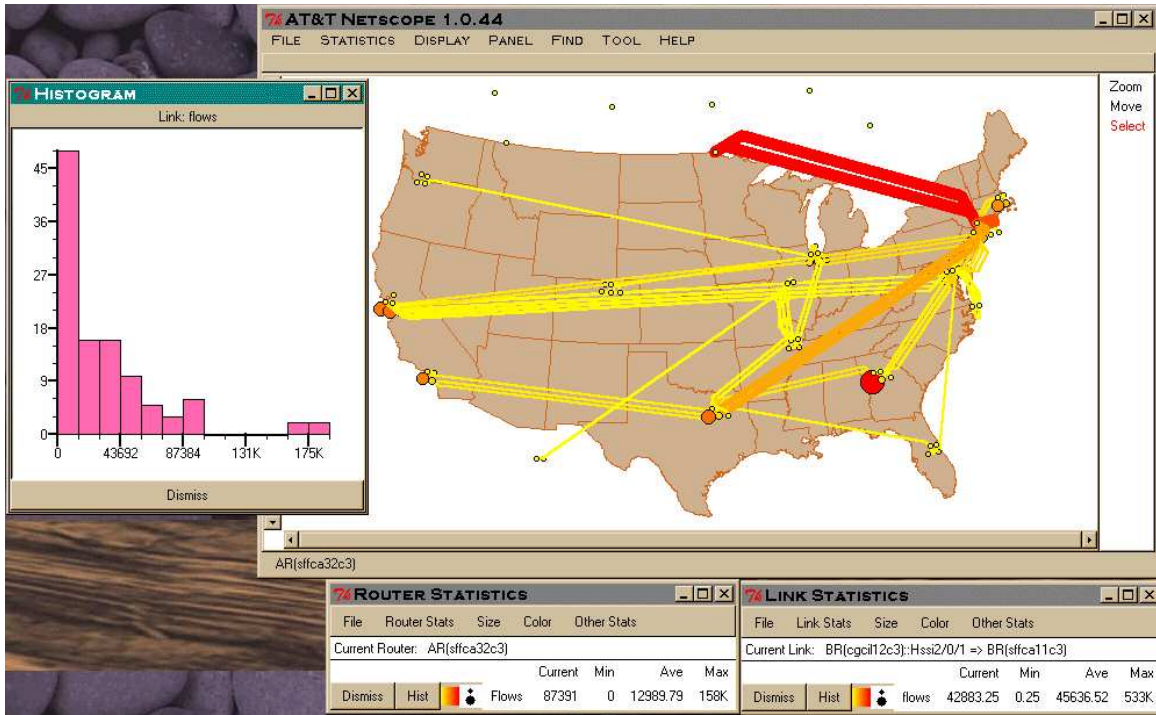 AT&T NETSCOPE 1.0.44
FILE STATISTICS DISPLAY PANEL FIND TOOL HELP
HISTOGRAM
Link: flows
45
36
27
18
9
0
0 43692 87384 131K 175K
Dismiss
Zoom
Move
Select
AR(sffca32c3)
ROUTER STATISTICS
File Router Stats Size Color Other Stats
Current Router: AR(sffca32c3)
Current Min Ave Max
Dismiss Hist Flows 87391 0 12989.79 158K
LINK STATISTICS
File Link Stats Size Color Other Stats
Current Link: BR(cgcil12c3)::Hssi2/0/1 => BR(sffca11c3)
Current Min Ave Max
Dismiss Hist flows 42883.25 0.25 45636.52 533K